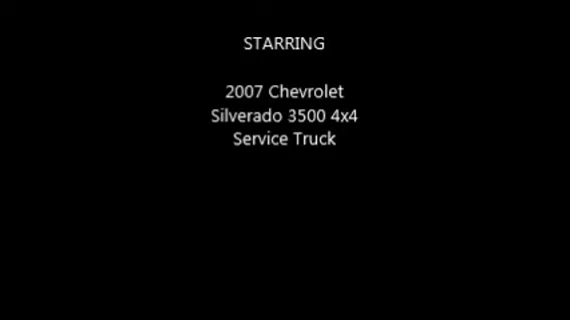 STARRING
2007 Chevrolet
Silverado 3500 4x4
Service Truck